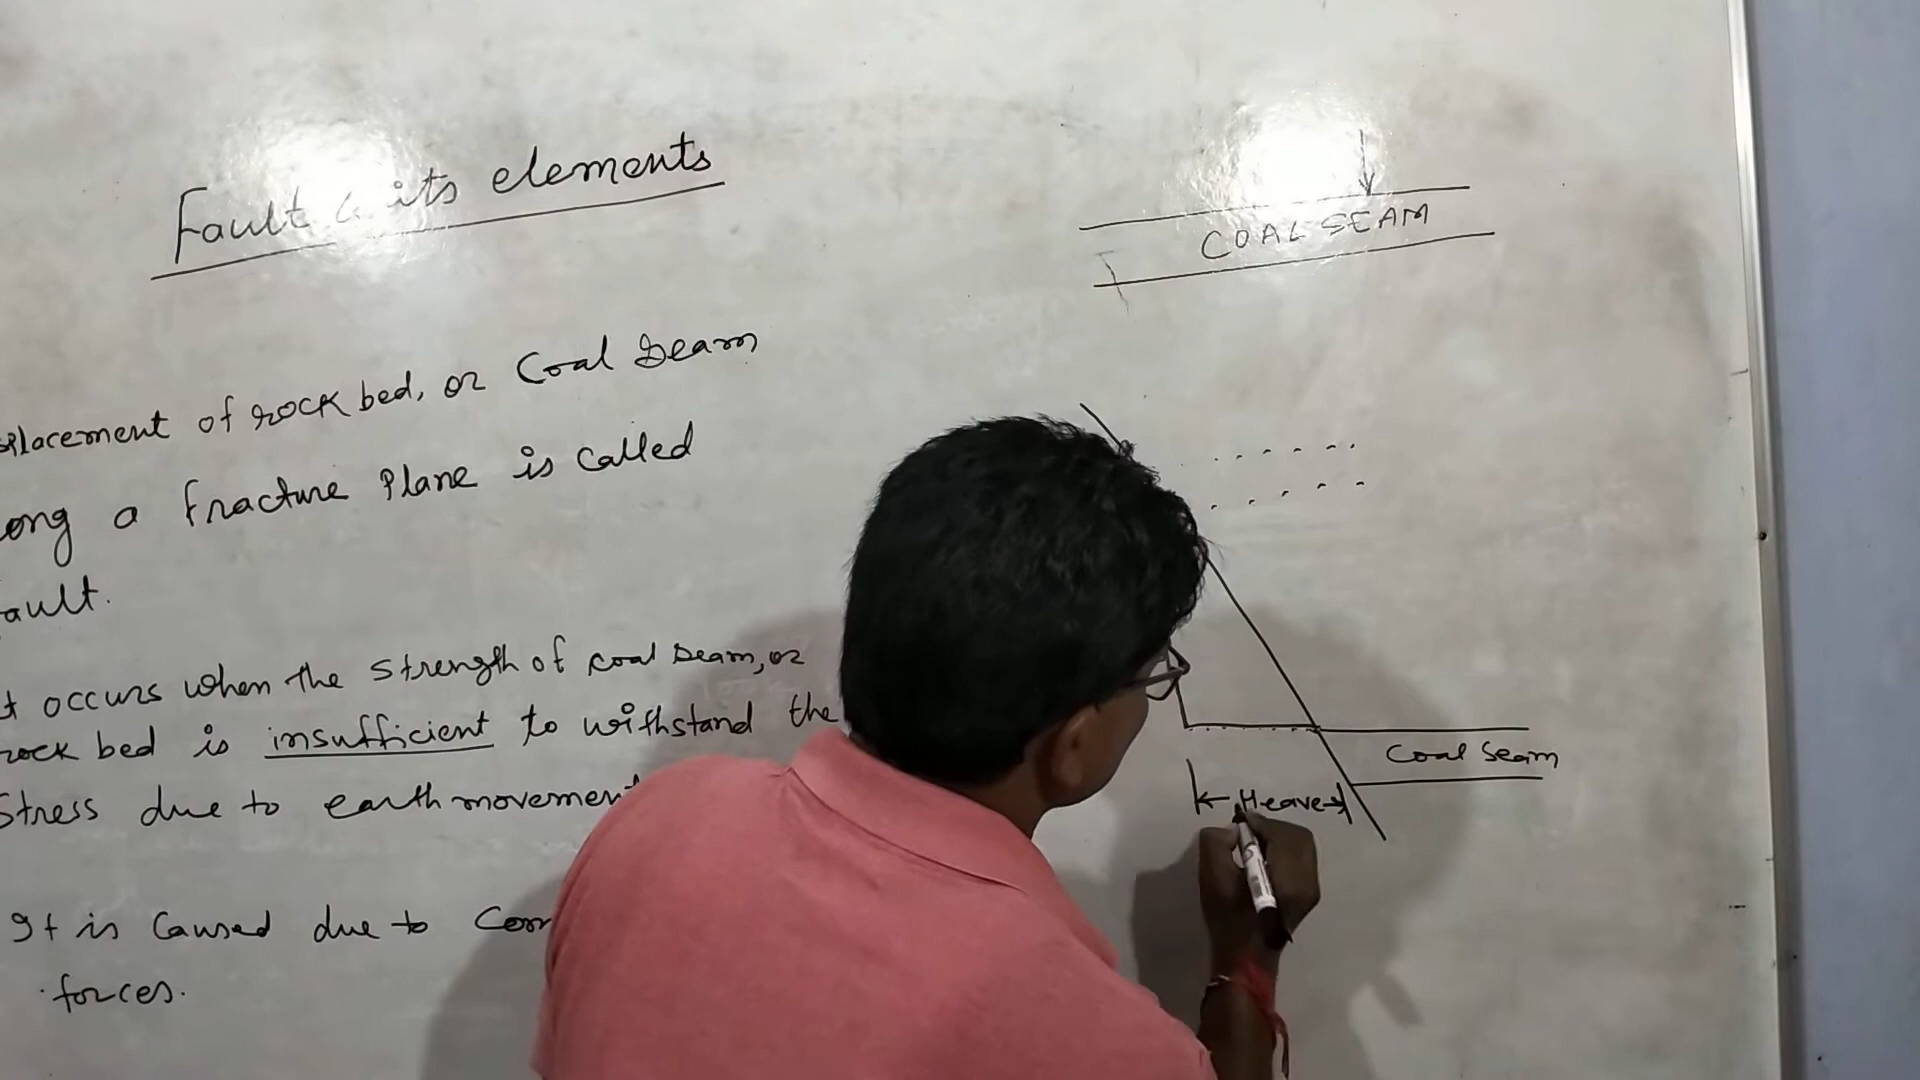 Fault & its elements
placement of rock bed, or Coal Seam
ong a fracture Plane is called
ault.
t occurs when the strength of coal seam, or
rock bed is insufficient to withstand the
Stress due to earth movement
It is Caused due to Com
forces.
COAL SEAM
Coal Seam
Heave